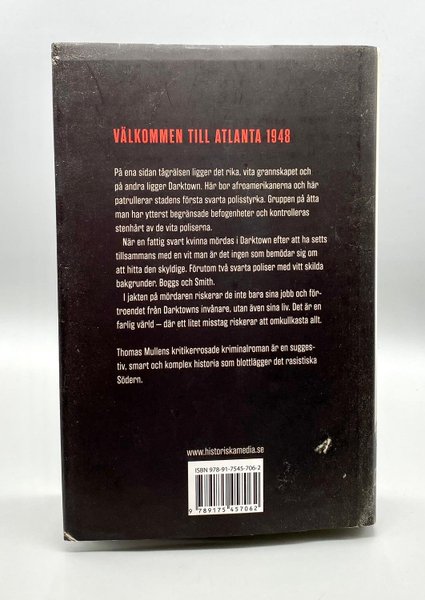 VÄLKOMMEN TILL ATLANTA 1948
På ena sidan tågrälsen ligger det rika, vita grannskapet och
på andra ligger Darktown. Här bor afroamerikanerna och här
patrullerar stadens första svarta polisstyrka. Gruppen på åtta
man har ytterst begränsade befogenheter och kontrolleras
stenhårt av de vita poliserna.
När en fattig svart kvinna mördas i Darktown efter att ha setts
tillsammans med en vit man är det ingen som bemödar sig om
att hitta den skyldige. Förutom två svarta poliser med vitt skilda
bakgrunder, Boggs och Smith.
I jakten på mördaren riskerar de inte bara sina jobb och för-
troendet från Darktowns invånare, utan även sina liv. Det är en
farlig värld – där ett litet misstag riskerar att omkullkasta allt.
Thomas Mullens kritikerrosade kriminalroman är en sugges-
tiv, smart och komplex historia som blottlägger det rasistiska
Södern.
www.historiskamedia.se
ISBN 978-91-7545-706-2
9 789175 457062